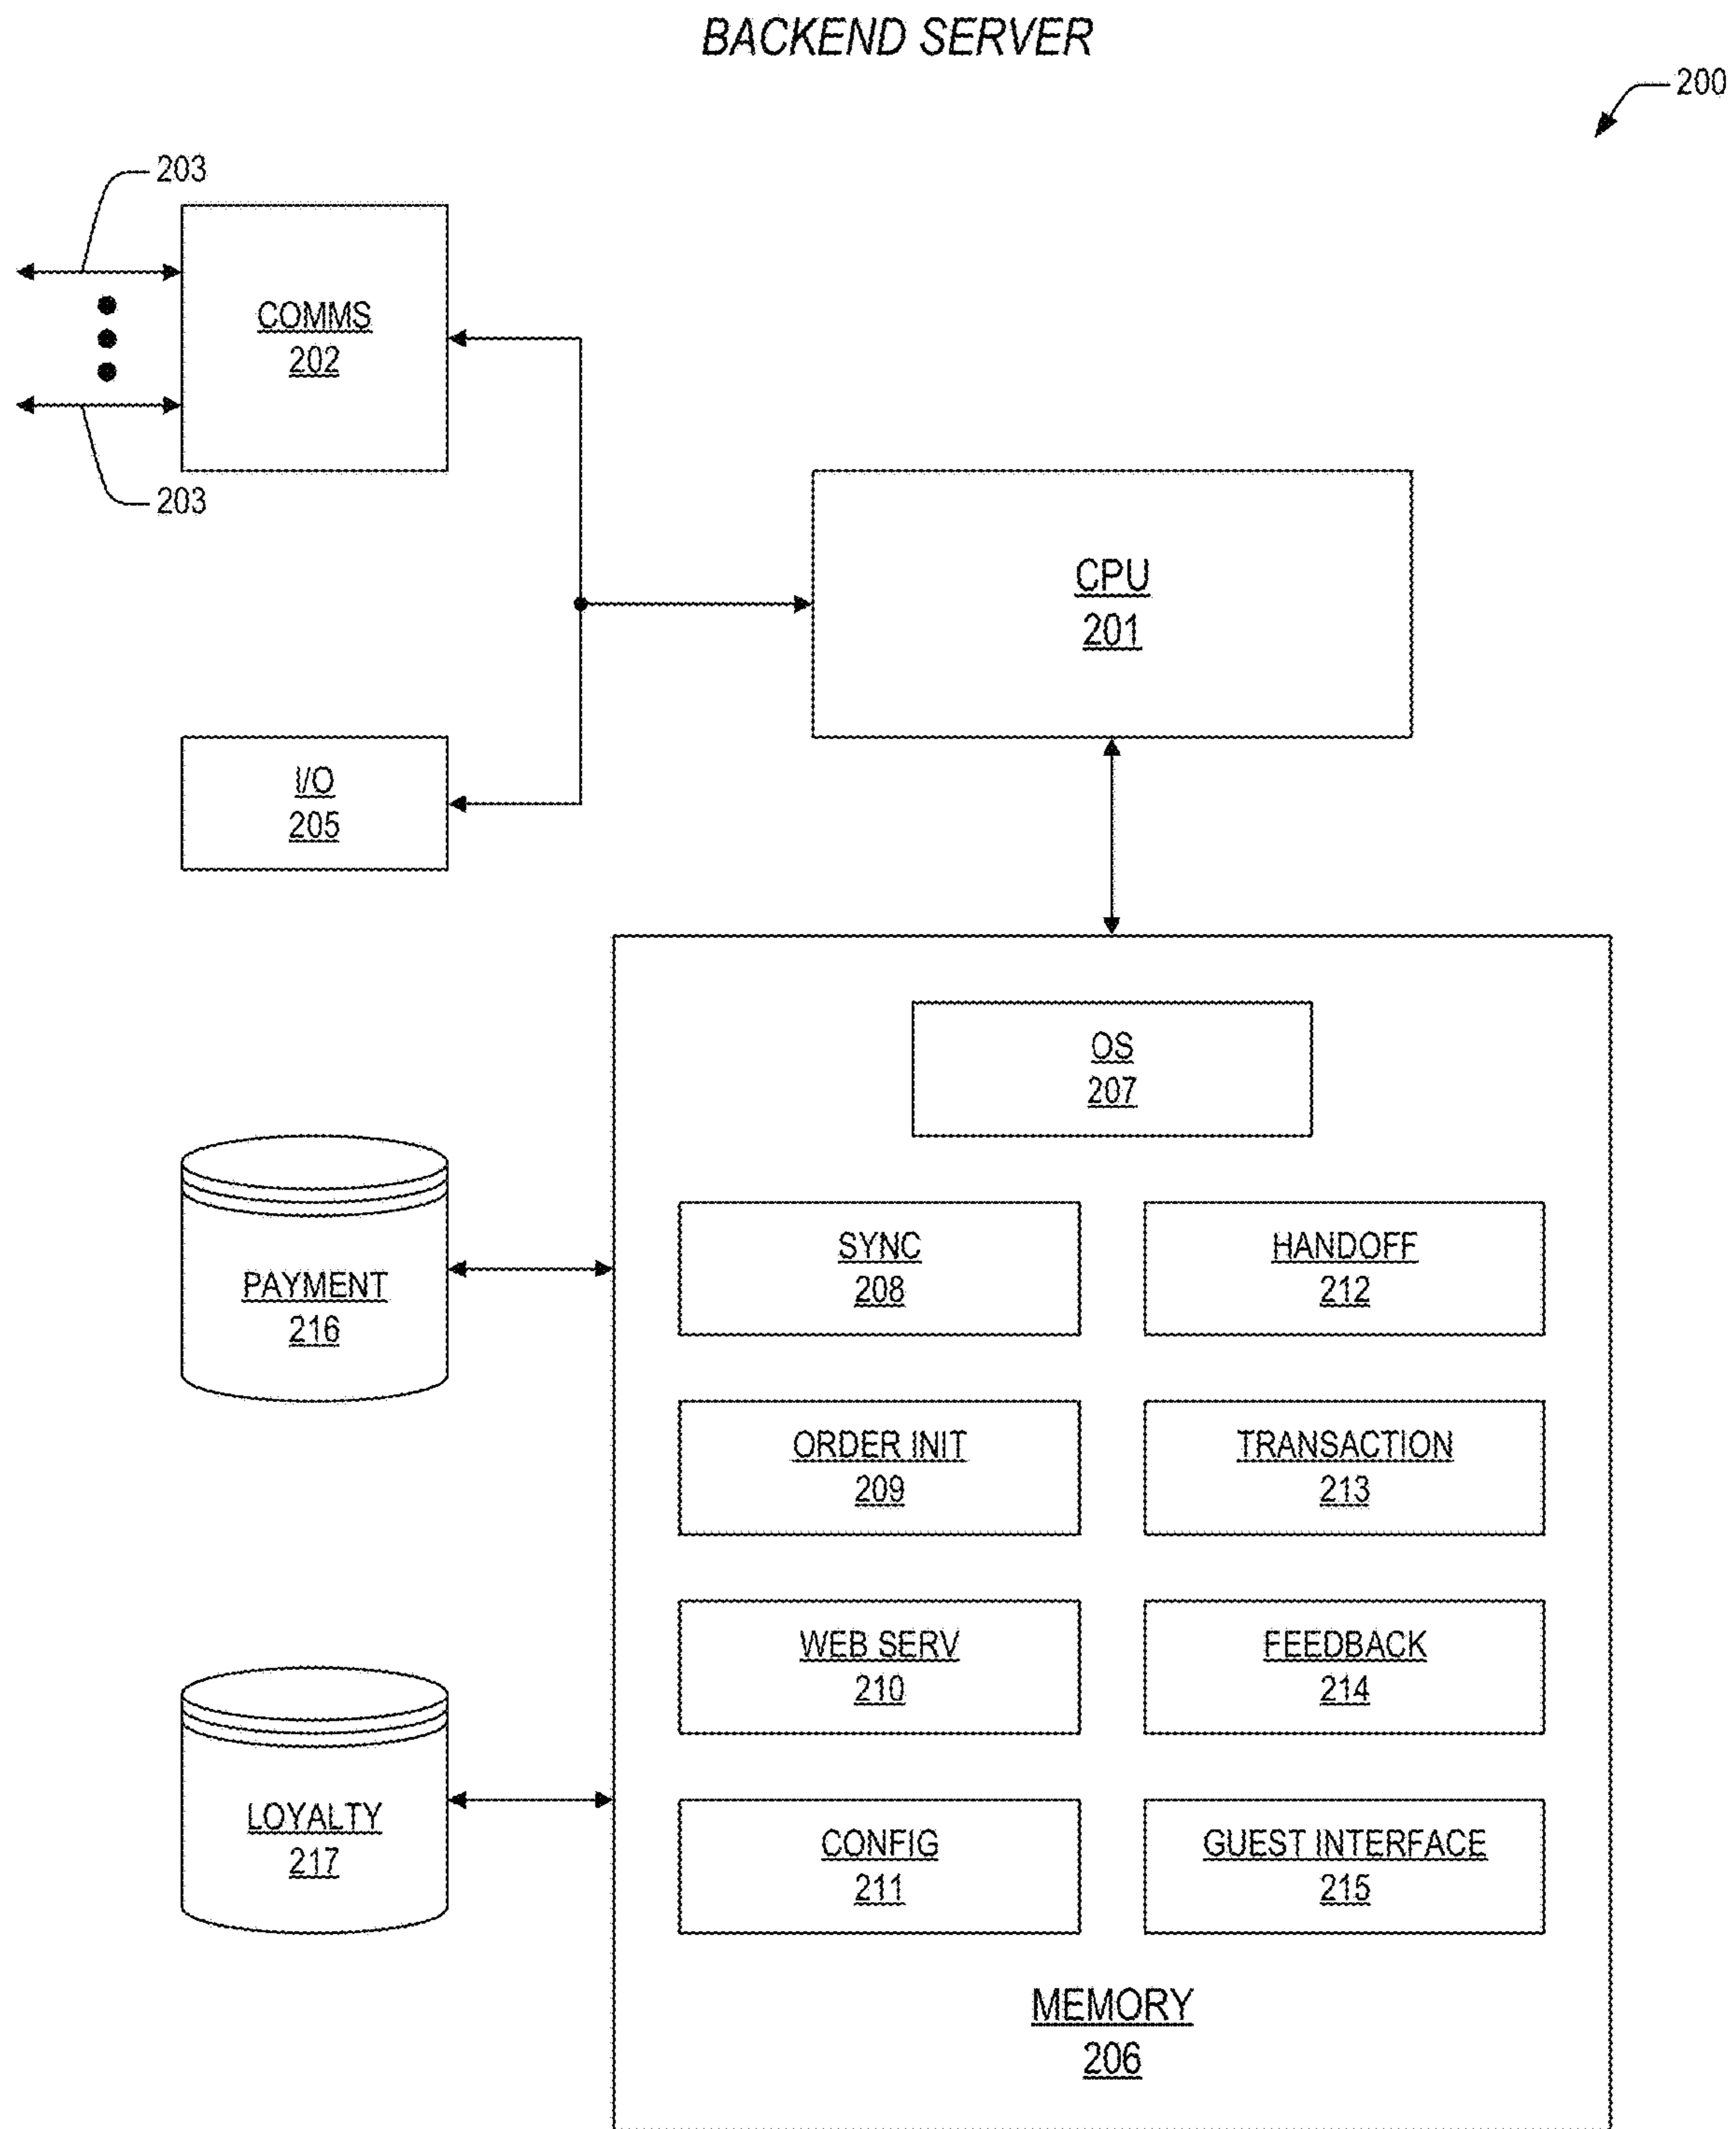 BACKEND SERVER
200
203
COMMS
202
203
CPU
201
I/O
205
OS
207
SYNC
208
HANDOFF
212
PAYMENT
216
ORDER INIT
209
TRANSACTION
213
WEB SERV
210
FEEDBACK
214
LOYALTY
217
CONFIG
211
GUEST INTERFACE
215
MEMORY
206